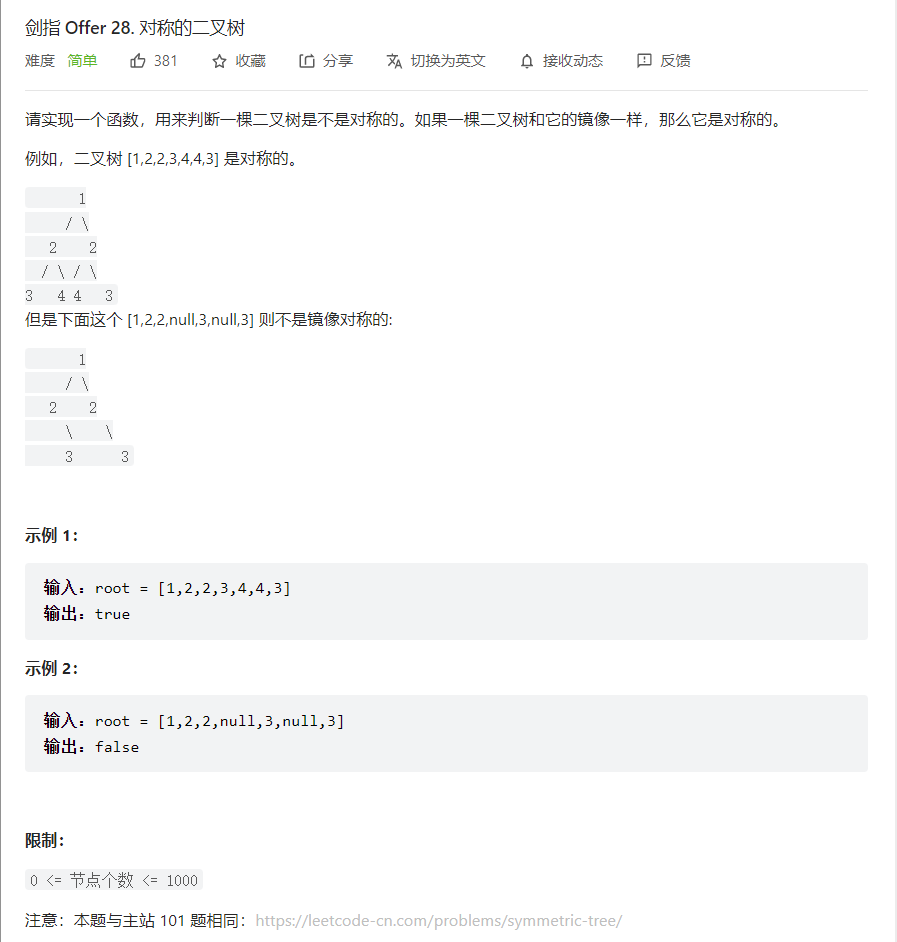 剑指 Offer 28. 对称的二叉树
难度 简单 381 收藏 分享 切换为英文 接收动态 反馈
请实现一个函数，用来判断一棵二叉树是不是对称的。如果一棵二叉树和它的镜像一样，那么它是对称的。
例如，二叉树 [1,2,2,3,4,4,3] 是对称的。
1
/ \
2 2
/ \ / \
3 4 4 3
但是下面这个 [1,2,2,null,3,null,3] 则不是镜像对称的:
1
/ \
2 2
\ \
3 3
示例 1：
输入：root = [1,2,2,3,4,4,3]
输出：true
示例 2：
输入：root = [1,2,2,null,3,null,3]
输出：false
限制：
0 <= 节点个数 <= 1000
注意：本题与主站 101 题相同：https://leetcode-cn.com/problems/symmetric-tree/